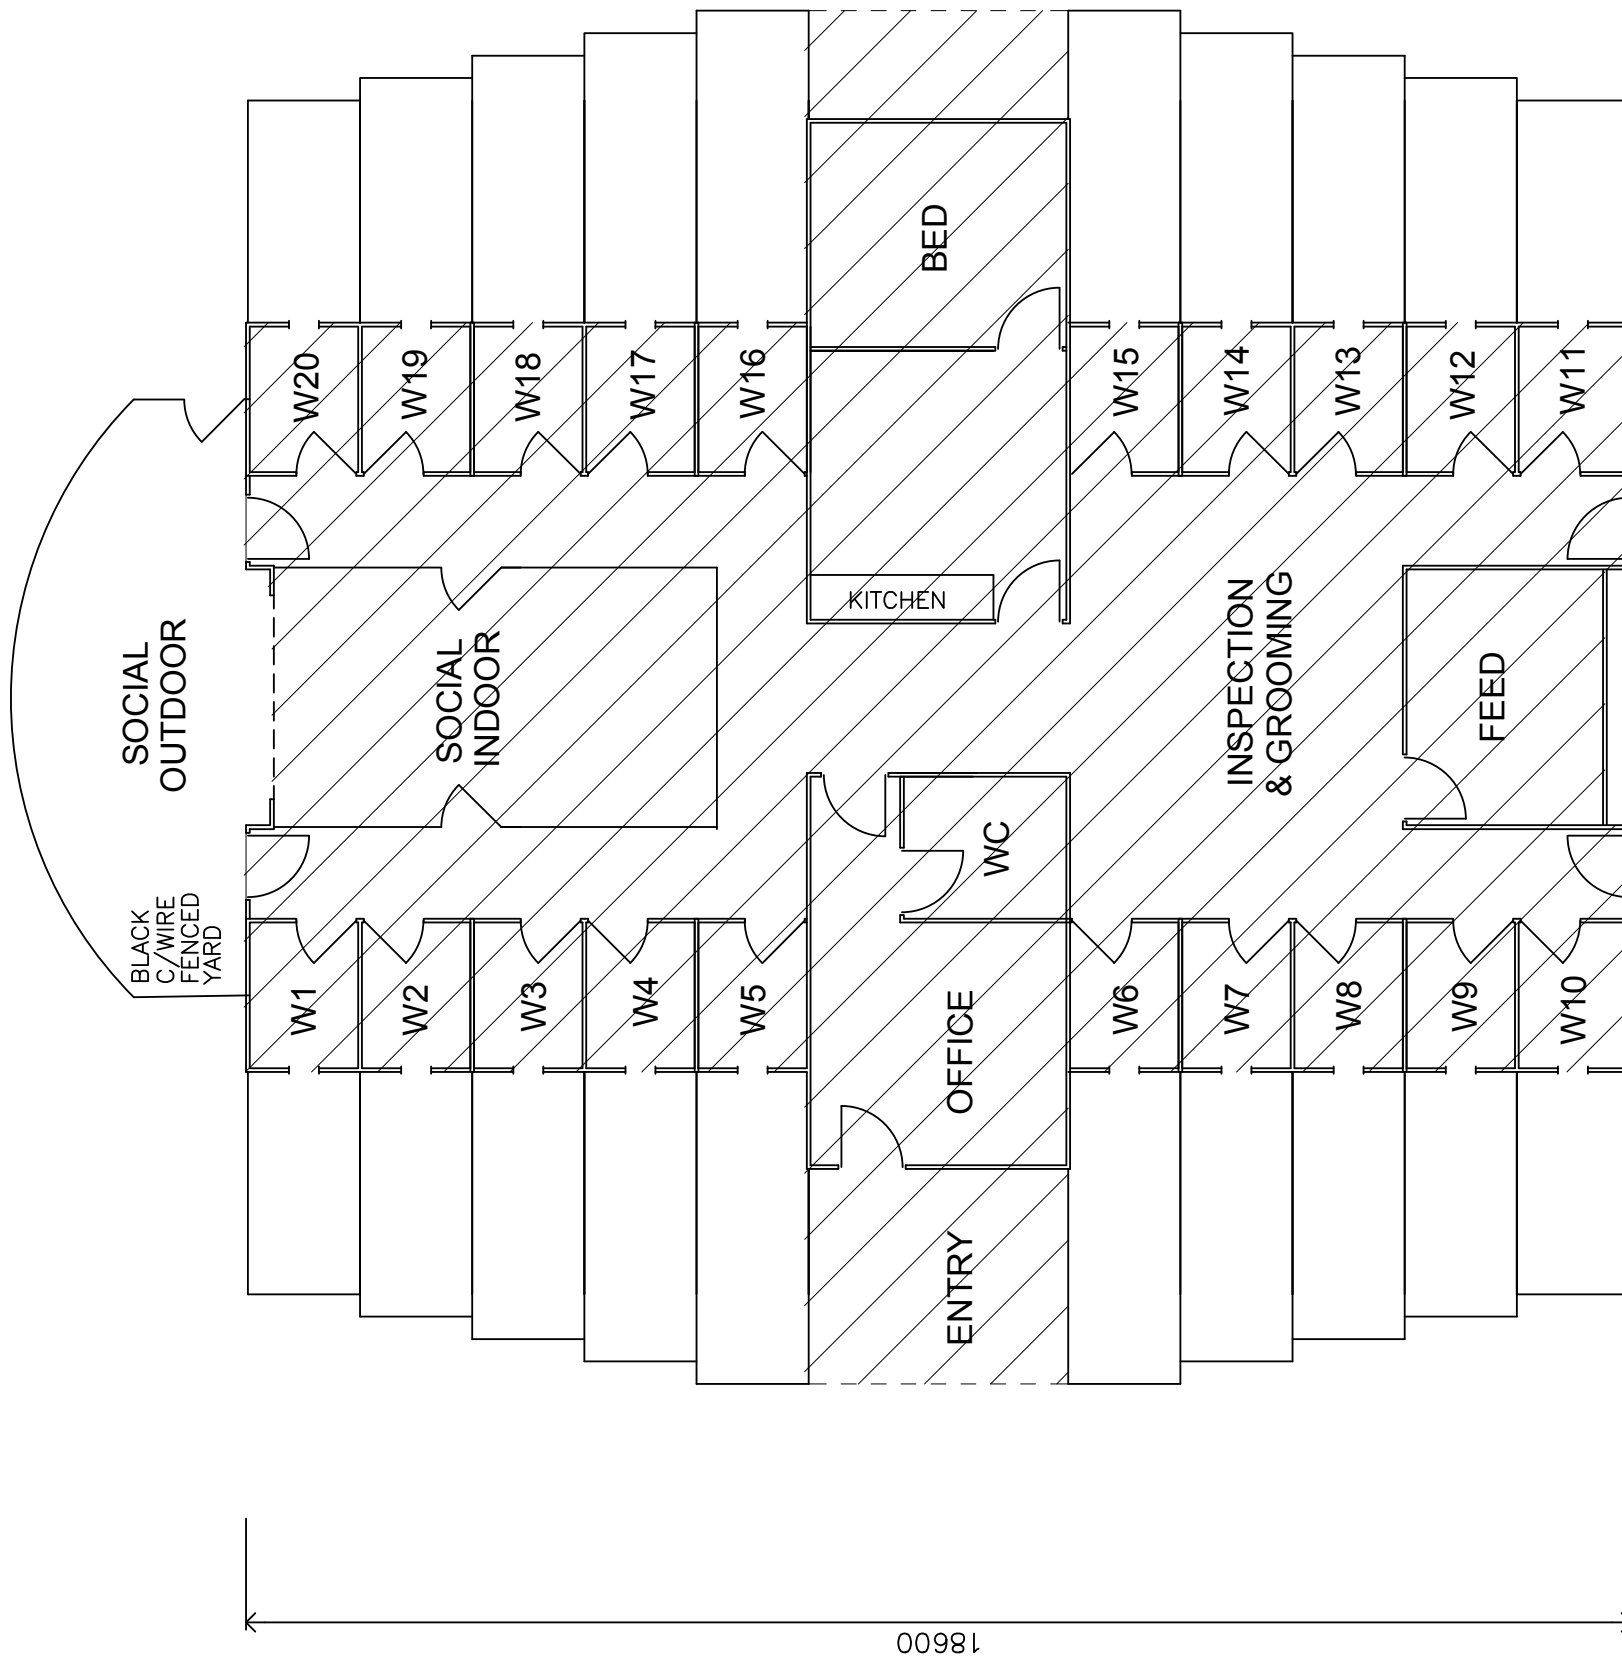 SOCIAL
OUTDOOR
BLACK
C/WIRE
FENCED
YARD
SOCIAL
INDOOR
W20
W19
W18
W17
W16
W15
W14
W13
W12
W11
BED
KITCHEN
INSPECTION
& GROOMING
FEED
WC
OFFICE
ENTRY
W1
W2
W3
W4
W5
W6
W7
W8
W9
W10
18600